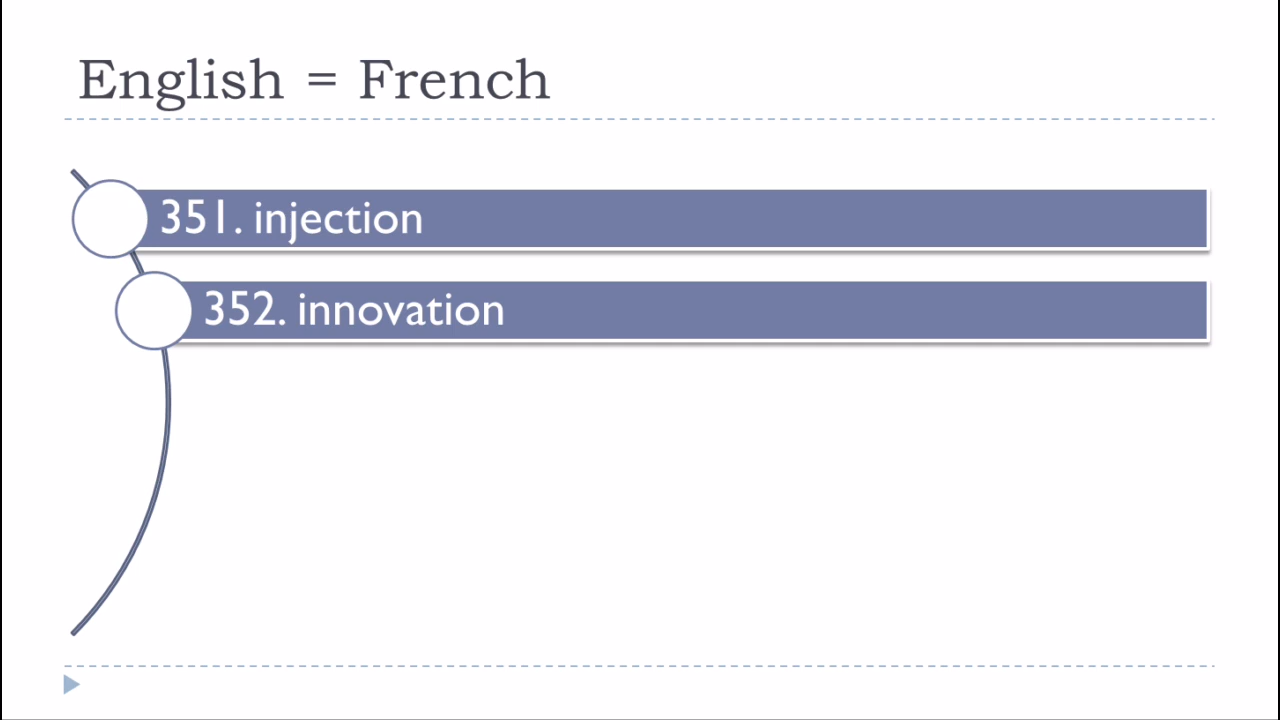 English = French
351. injection
352. innovation